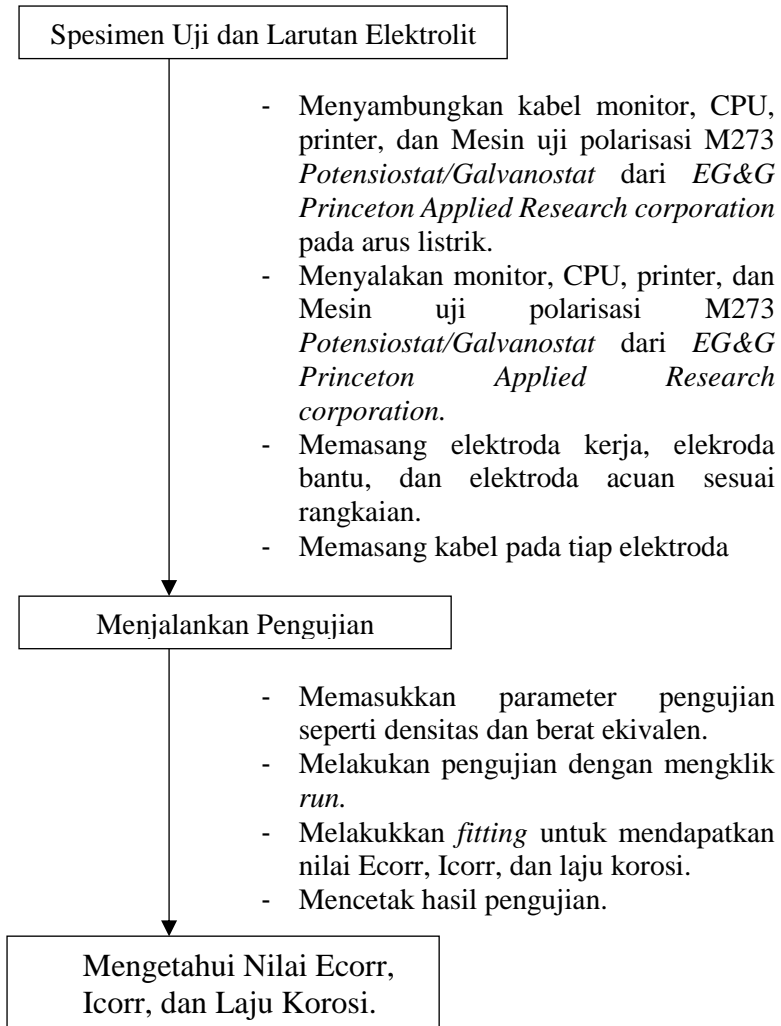 Spesimen Uji dan Larutan Elektrolit
- Menyambungkan kabel monitor, CPU,
printer, dan Mesin uji polarisasi M273
Potensiostat/Galvanostat dari EG&G
Princeton Applied Research corporation
pada arus listrik.
- Menyalakan monitor, CPU, printer, dan
Mesin uji polarisasi M273
Potensiostat/Galvanostat dari EG&G
Princeton Applied Research
corporation.
- Memasang elektroda kerja, elekroda
bantu, dan elektroda acuan sesuai
rangkaian.
- Memasang kabel pada tiap elektroda
Menjalankan Pengujian
- Memasukkan parameter pengujian
seperti densitas dan berat ekivalen.
- Melakukan pengujian dengan mengklik
run.
- Melakukkan fitting untuk mendapatkan
nilai Ecorr, Icorr, dan laju korosi.
- Mencetak hasil pengujian.
Mengetahui Nilai Ecorr,
Icorr, dan Laju Korosi.